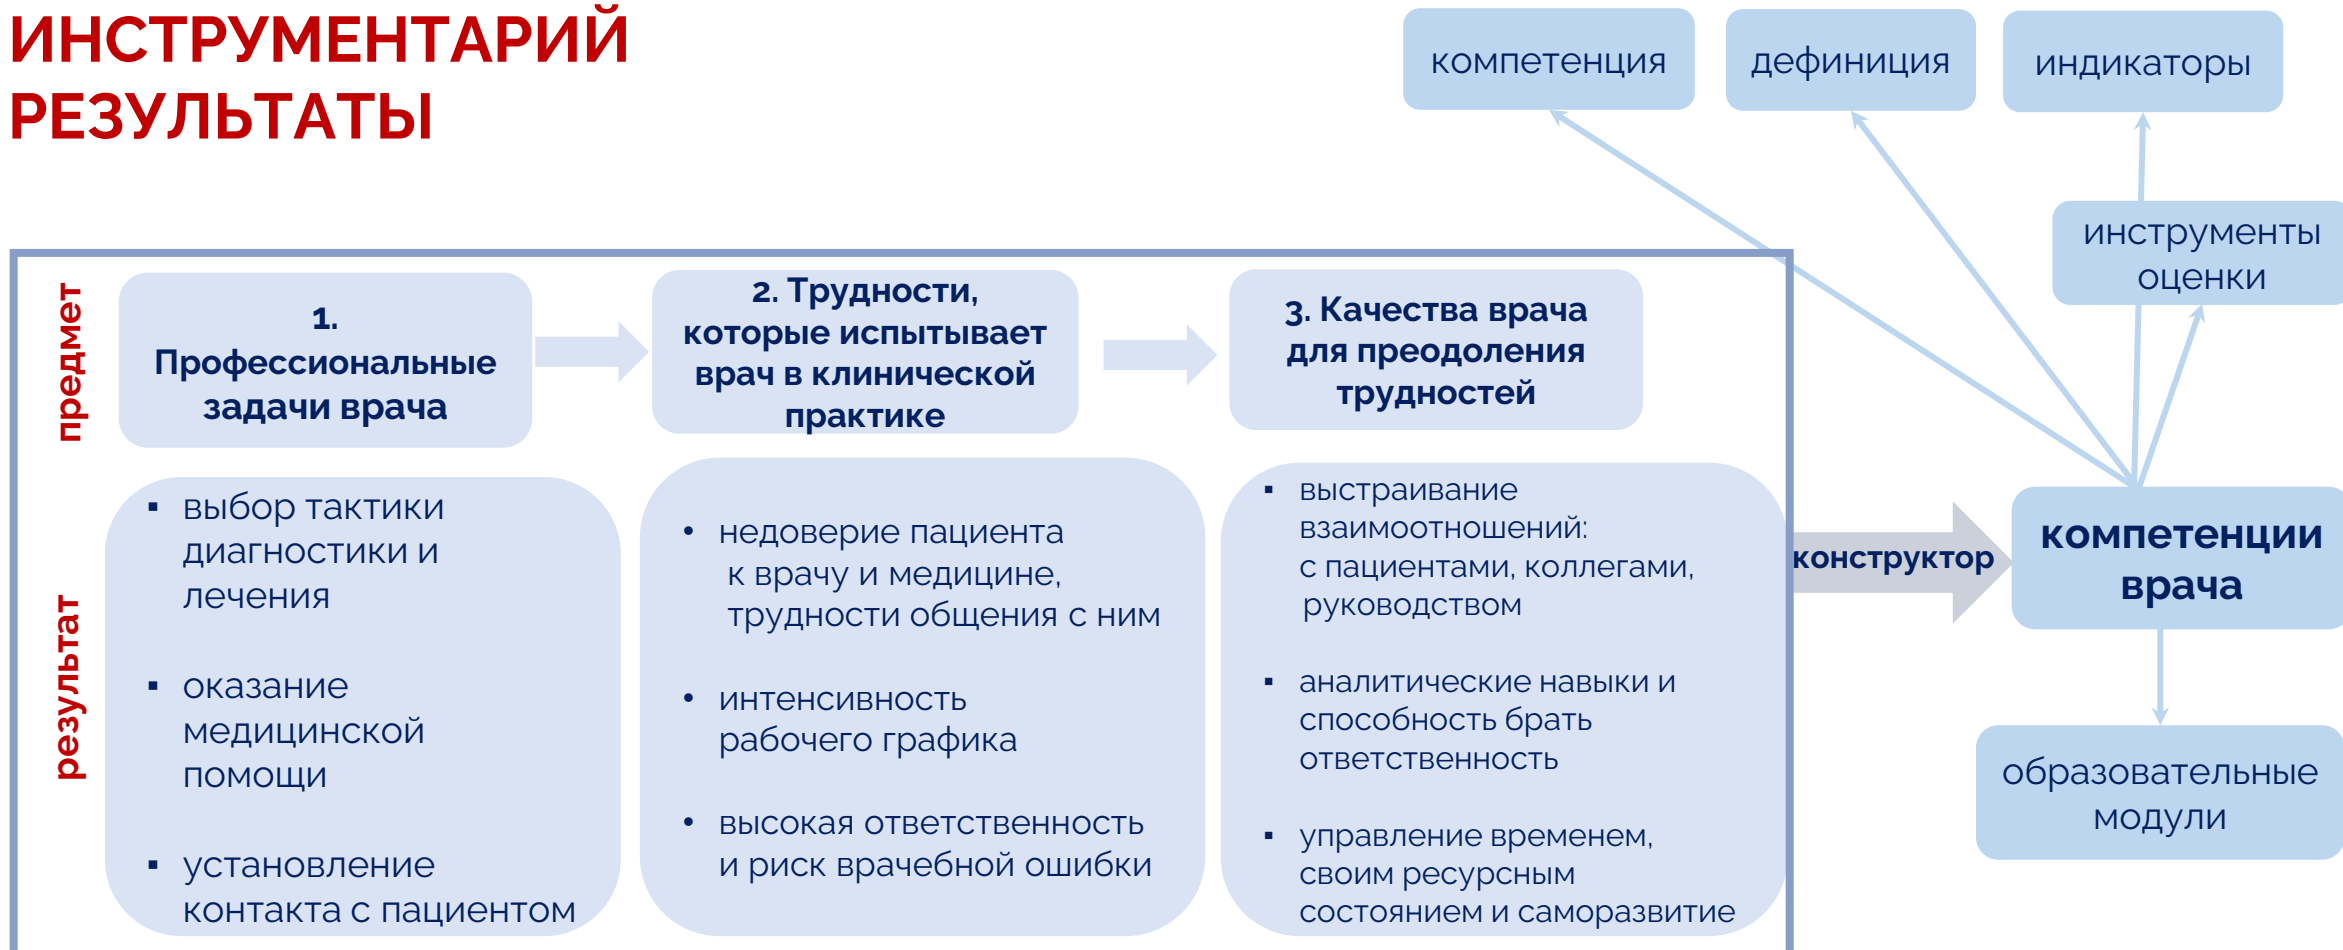 ИНСТРУМЕНТАРИЙ
РЕЗУЛЬТАТЫ
компетенция
дефиниция
индикаторы
инструменты
оценки
предмет
1.
Профессиональные
задачи врача
2. Трудности,
которые испытывает
врач в клинической
практике
3. Качества врача
для преодоления
трудностей
результат
▪ выбор тактики
диагностики и
лечения
▪ оказание
медицинской
помощи
▪ установление
контакта с пациентом
• недоверие пациента
к врачу и медицине,
трудности общения с ним
• интенсивность
рабочего графика
• высокая ответственность
и риск врачебной ошибки
▪ выстраивание
взаимоотношений:
с пациентами, коллегами,
руководством
▪ аналитические навыки и
способность брать
ответственность
▪ управление временем,
своим ресурсным
состоянием и саморазвитие
конструктор
компетенции
врача
образовательные
модули